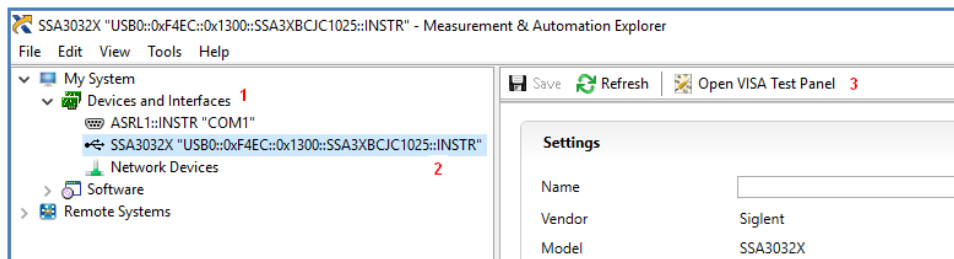 SSA3032X "USB0::0xF4EC::0x1300::SSA3XBCJC1025::INSTR" - Measurement & Automation Explorer
File Edit View Tools Help
My System
Devices and Interfaces 1
ASRL1::INSTR "COM1"
SSA3032X "USB0::0xF4EC::0x1300::SSA3XBCJC1025::INSTR"
Network Devices 2
Software
Remote Systems
Save Refresh Open VISA Test Panel 3
Settings
Name
Vendor Siglent
Model SSA3032X